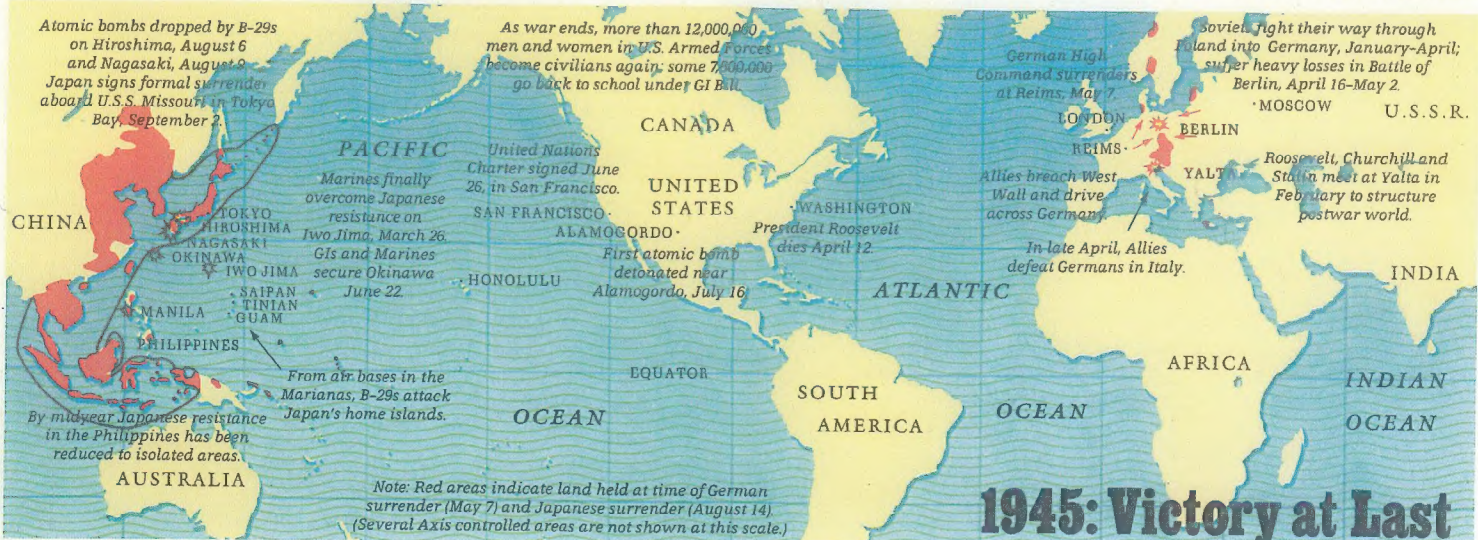 Atomic bombs dropped by B-29s
on Hiroshima, August 6
and Nagasaki, August 9.
Japan signs formal surrender
aboard U.S.S. Missouri in Tokyo
Bay, September 2.
As war ends, more than 12,000,000
men and women in U.S. Armed Forces
become civilians again; some 7,800,000
go back to school under GI Bill.
German High
Command surrenders
at Reims, May 7.
Soviets fight their way through
Poland into Germany, January–April;
suffer heavy losses in Battle of
Berlin, April 16–May 2.
MOSCOW
U.S.S.R.
LONDON
BERLIN
REIMS
CANADA
PACIFIC
United Nations
Charter signed June
26, in San Francisco.
Marines finally
overcome Japanese
resistance on
Iwo Jima, March 26.
GIs and Marines
secure Okinawa
June 22.
UNITED
STATES
SAN FRANCISCO
ALAMOGORDO
WASHINGTON
President Roosevelt
dies April 12.
First atomic bomb
detonated near
Alamogordo, July 16
Allies breach West
Wall and drive
across Germany.
YALTA
Roosevelt, Churchill and
Stalin meet at Yalta in
February to structure
postwar world.
In late April, Allies
defeat Germans in Italy.
CHINA
TOKYO
HIROSHIMA
NAGASAKI
OKINAWA
IWO JIMA
HONOLULU
SAIPAN
TINIAN
GUAM
MANILA
PHILIPPINES
ATLANTIC
INDIA
From air bases in the
Marianas, B-29s attack
Japan's home islands.
EQUATOR
AFRICA
SOUTH
AMERICA
OCEAN
OCEAN
INDIAN
OCEAN
By midyear Japanese resistance
in the Philippines has been
reduced to isolated areas.
AUSTRALIA
Note: Red areas indicate land held at time of German
surrender (May 7) and Japanese surrender (August 14).
(Several Axis controlled areas are not shown at this scale.)
1945: Victory at Last